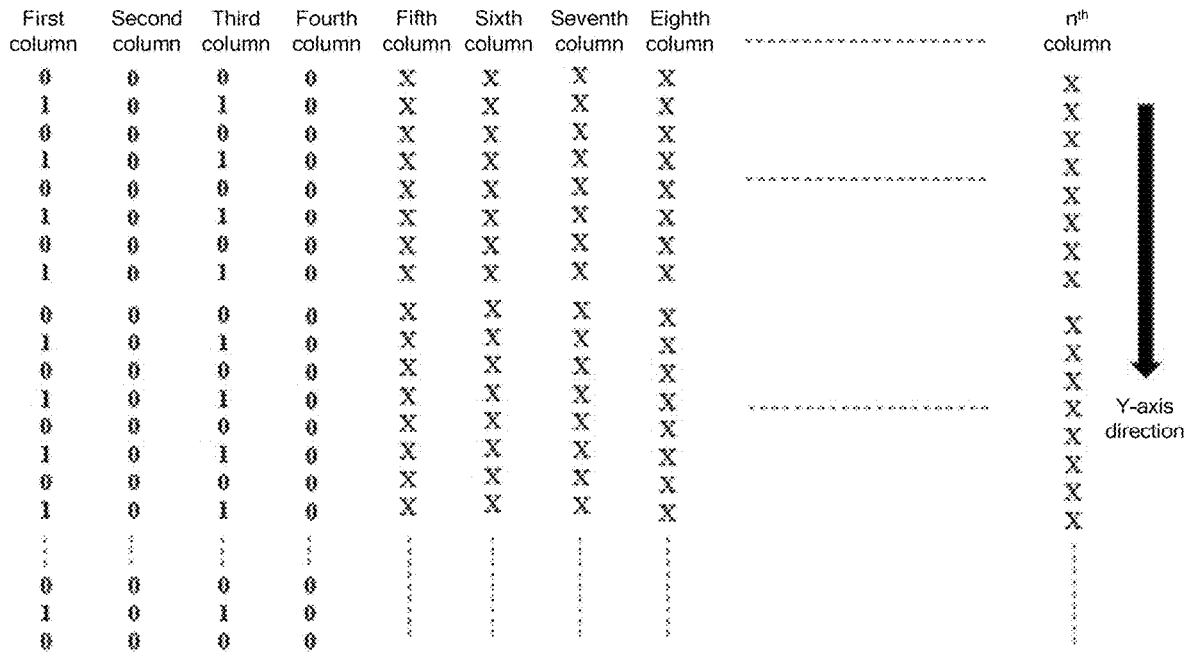 First Second Third Fourth Fifth Sixth Seventh Eighth nth
column column column column column column column column column
0 0 0 0 X X X X X
1 0 1 0 X X X X X
0 0 0 0 X X X X X
1 0 1 0 X X X X X
0 0 0 0 X X X X X
1 0 1 0 X X X X X
0 0 0 0 X X X X X
1 0 1 0 X X X X X
0 0 0 0 X X X X X
1 0 1 0 X X X X X
0 0 0 0 X X X X X
1 0 1 0 X X X X X
0 0 0 0 X X X X X
1 0 1 0 X X X X X
0 0 0 0 X X X X X
1 0 1 0 X X X X X
0 0 0 0
1 0 1 0
0 0 0 0
Y-axis
direction